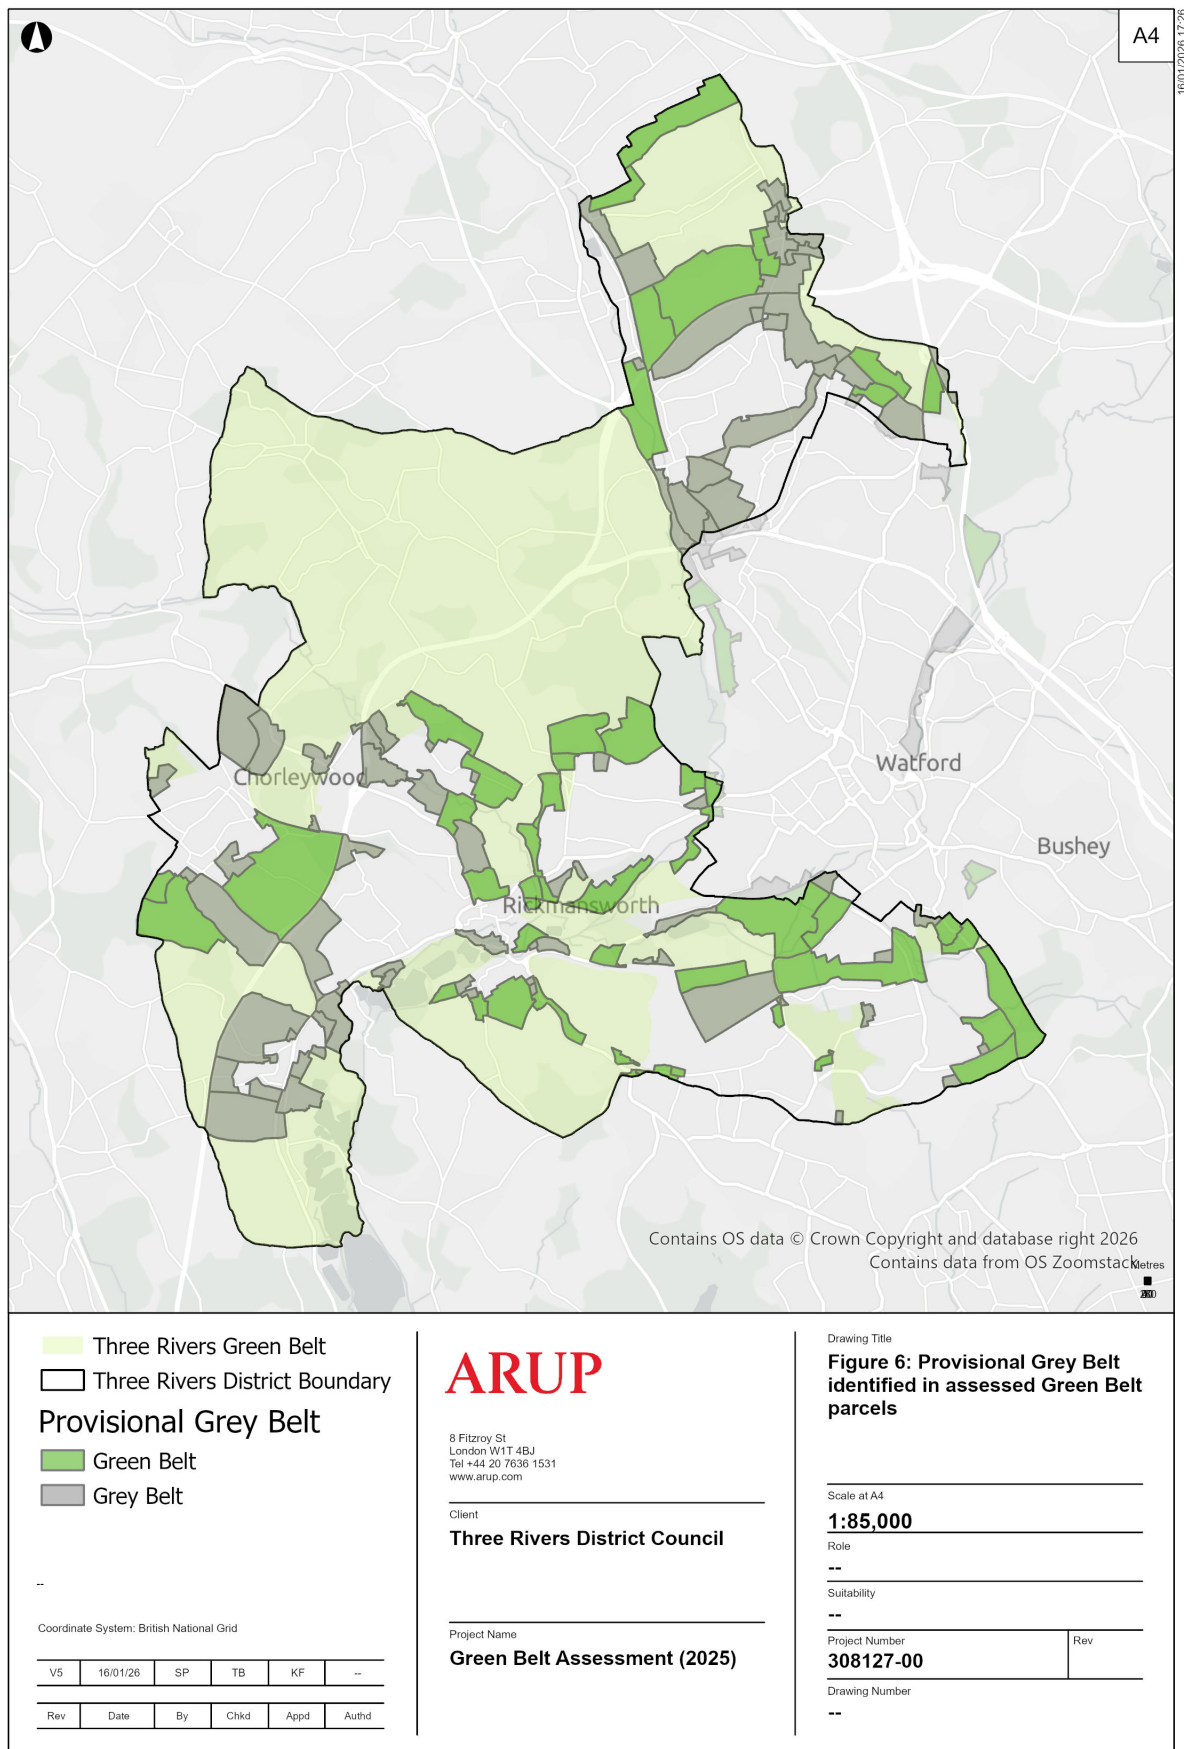 A4
16/01/2026 17:26
Chorleywood
Watford
Bushey
Rickmansworth
Contains OS data © Crown Copyright and database right 2026
Contains data from OS Zoomstack
Metres
Three Rivers Green Belt
Three Rivers District Boundary
Provisional Grey Belt
Green Belt
Grey Belt
--
Coordinate System: British National Grid
V5 16/01/26 SP TB KF --
Rev Date By Chkd Appd Authd
ARUP
8 Fitzroy St
London W1T 4BJ
Tel +44 20 7636 1531
www.arup.com
Client
Three Rivers District Council
Project Name
Green Belt Assessment (2025)
Drawing Title
Figure 6: Provisional Grey Belt
identified in assessed Green Belt
parcels
Scale at A4
1:85,000
Role
--
Suitability
--
Project Number Rev
308127-00
Drawing Number
--